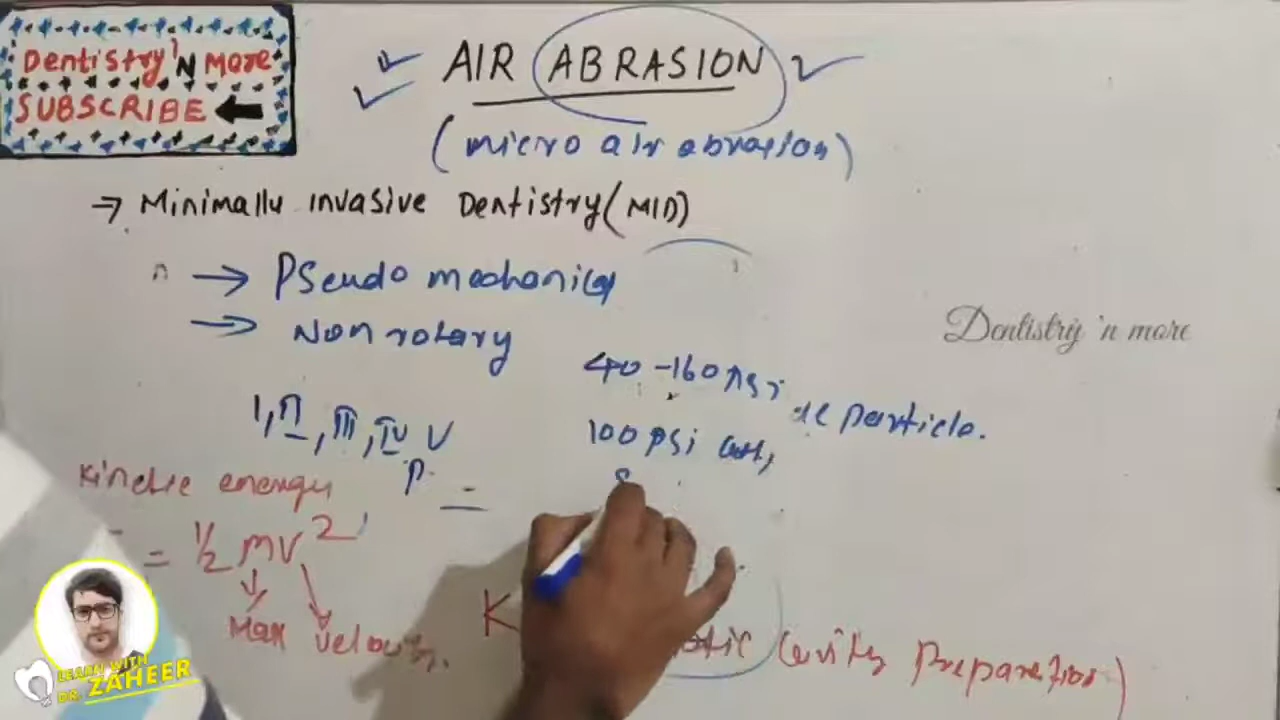 Dentistry 'N More
SUBSCRIBE
AIR ABRASION
(micro air abrasion)
→ Minimally invasive Dentistry (MID)
→ Pseudo mechanical
→ Non rotary
40-160 psi
particle.
I, II, III, IV V
100 psi
Kinetic energy
= 1/2 MV2
Velocity
K
cavity Preparation)
Dentistry 'n more
LEARN WITH
DR. ZAHEER